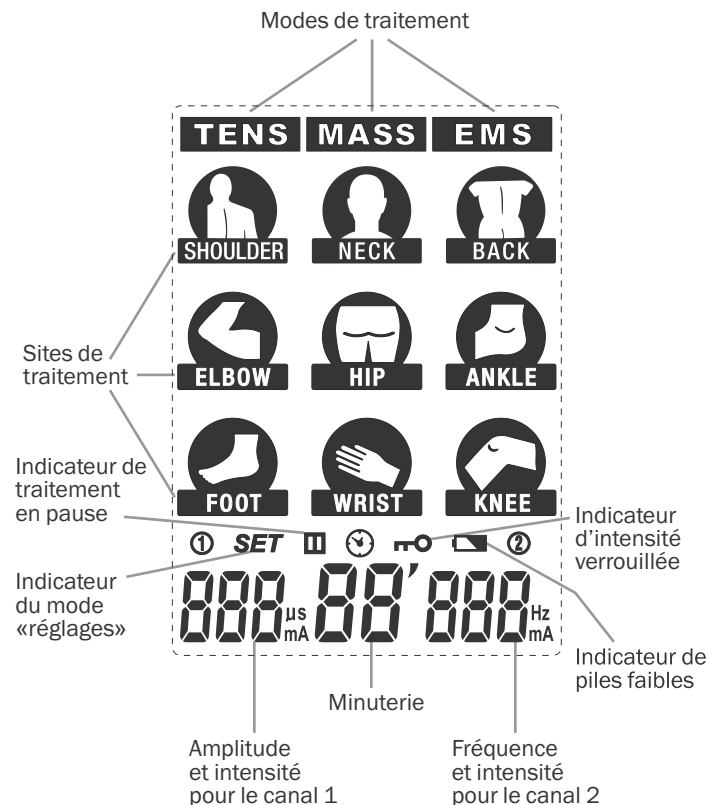 Modes de traitement
TENS MASS EMS
SHOULDER NECK BACK
Sites de
traitement
ELBOW HIP ANKLE
Indicateur de
traitement
en pause
FOOT WRIST KNEE
Indicateur
d’intensité
verrouillée
① SET ②
Indicateur
du mode
«réglages»
888 µs mA 88’ 888 Hz mA
Indicateur de
piles faibles
Minuterie
Amplitude
et intensité
pour le canal 1
Fréquence
et intensité
pour le canal 2